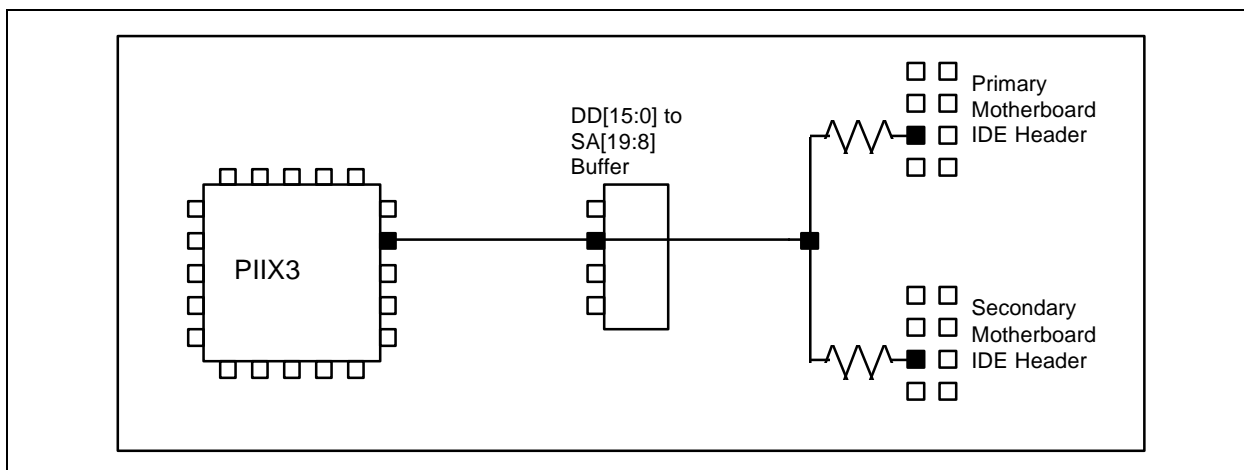 PIIX3
DD[15:0] to
SA[19:8]
Buffer
Primary
Motherboard
IDE Header
Secondary
Motherboard
IDE Header